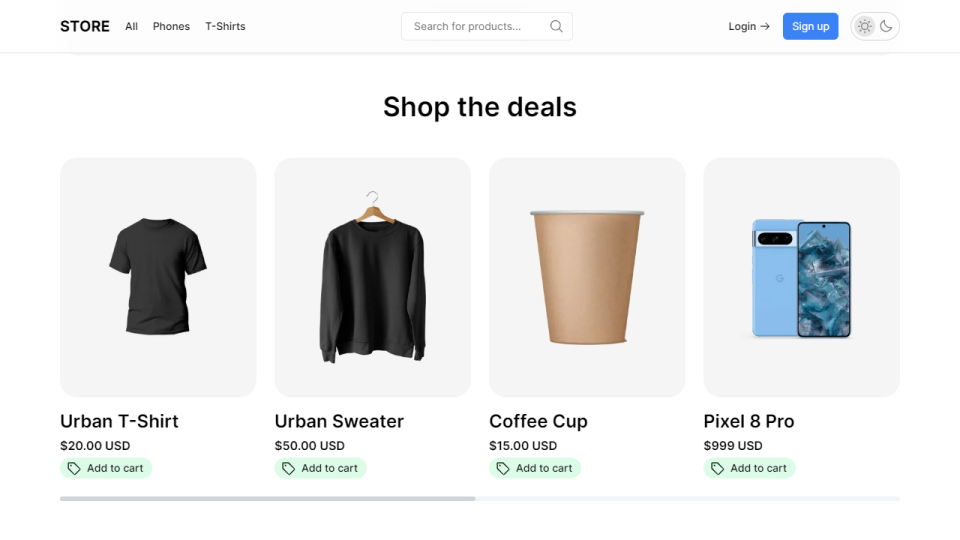 STORE All Phones T-Shirts Search for products... Login → Sign up
Shop the deals
Urban T-Shirt Urban Sweater Coffee Cup Pixel 8 Pro
$20.00 USD $50.00 USD $15.00 USD $999 USD
Add to cart Add to cart Add to cart Add to cart